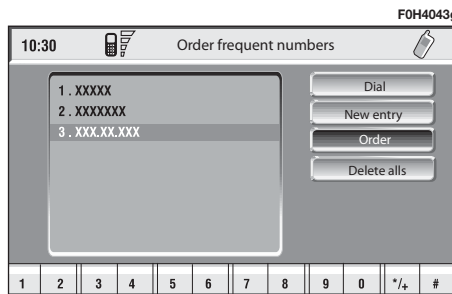 F0H4043g
10:30 Order frequent numbers
1 . XXXXX
2 . XXXXXXX
3 . XXX.XX.XXX
Dial
New entry
Order
Delete alls
1 2 3 4 5 6 7 8 9 0 */+ #